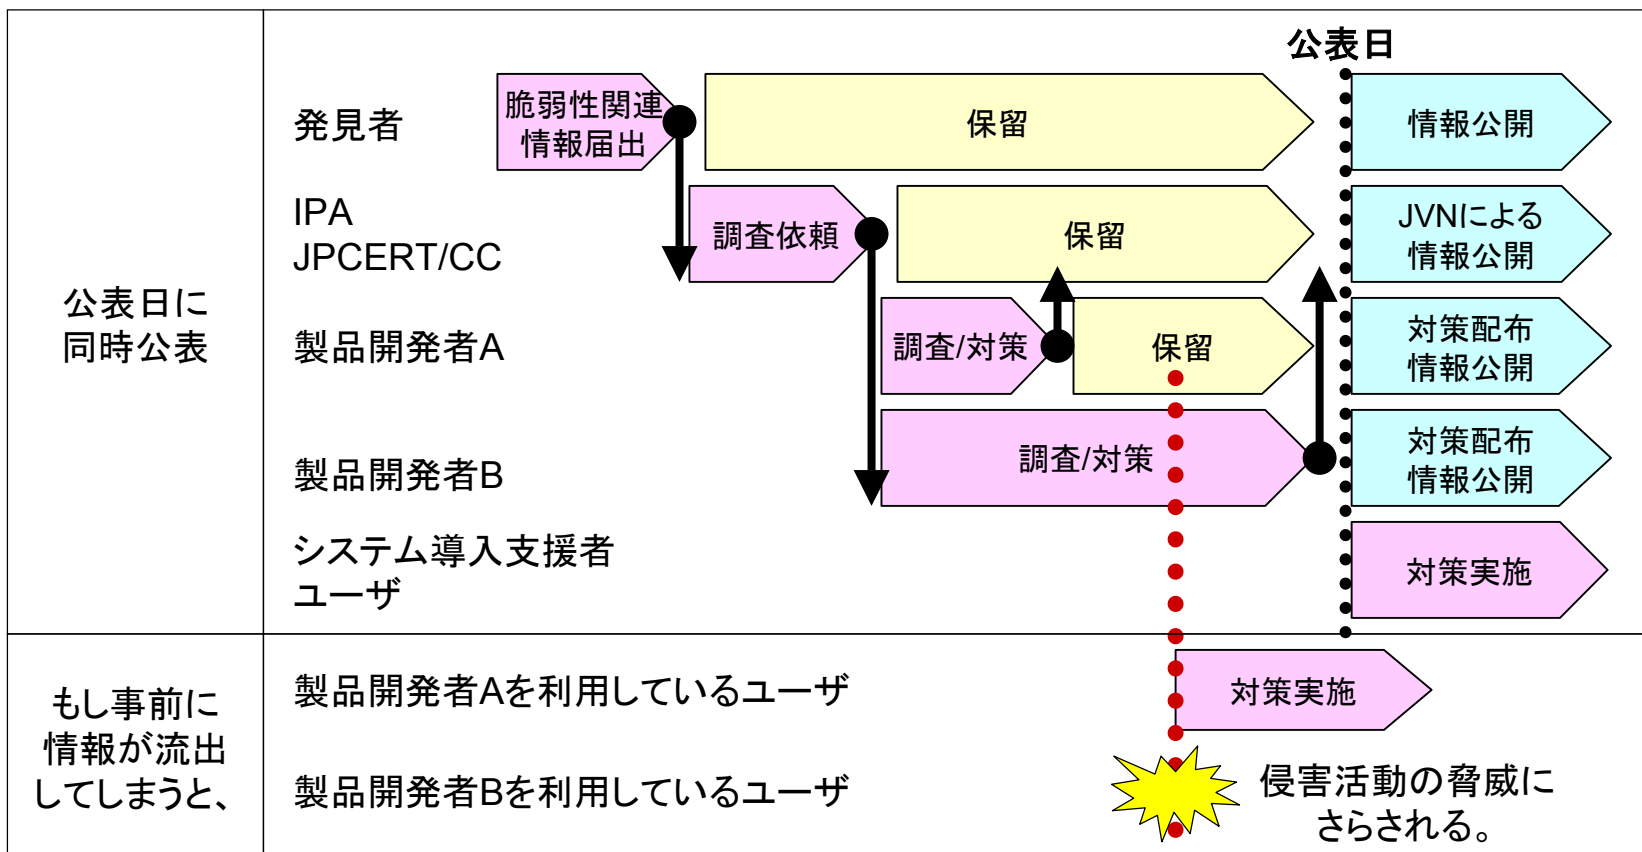 公表日
発見者
脆弱性関連
情報届出
保留
情報公開
IPA
JPCERT/CC
調査依頼
保留
JVNによる
情報公開
公表日に
同時公表
製品開発者A
調査/対策
保留
対策配布
情報公開
製品開発者B
調査/対策
対策配布
情報公開
システム導入支援者
ユーザ
対策実施
もし事前に
情報が流出
してしまうと、
製品開発者Aを利用しているユーザ
対策実施
製品開発者Bを利用しているユーザ
侵害活動の脅威に
さらされる。